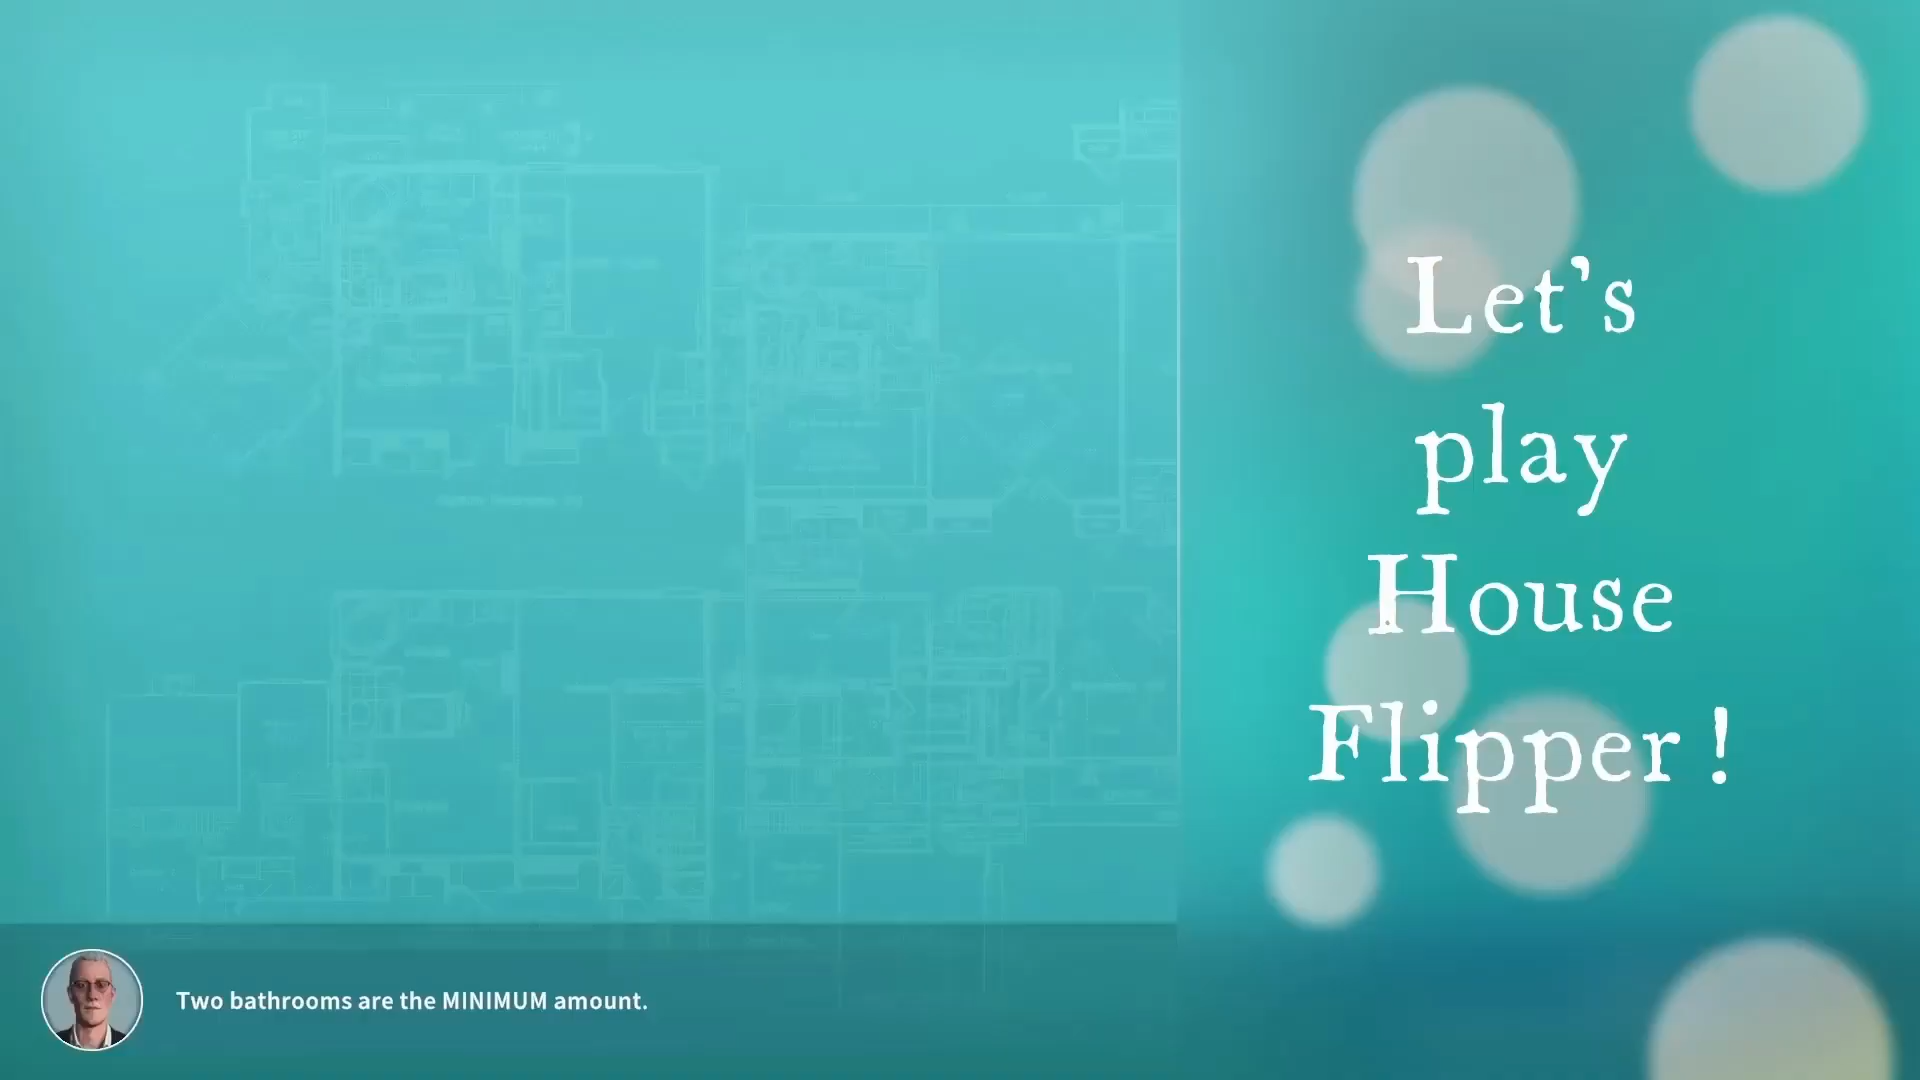 Let's
play
House
Flipper !
Two bathrooms are the MINIMUM amount.